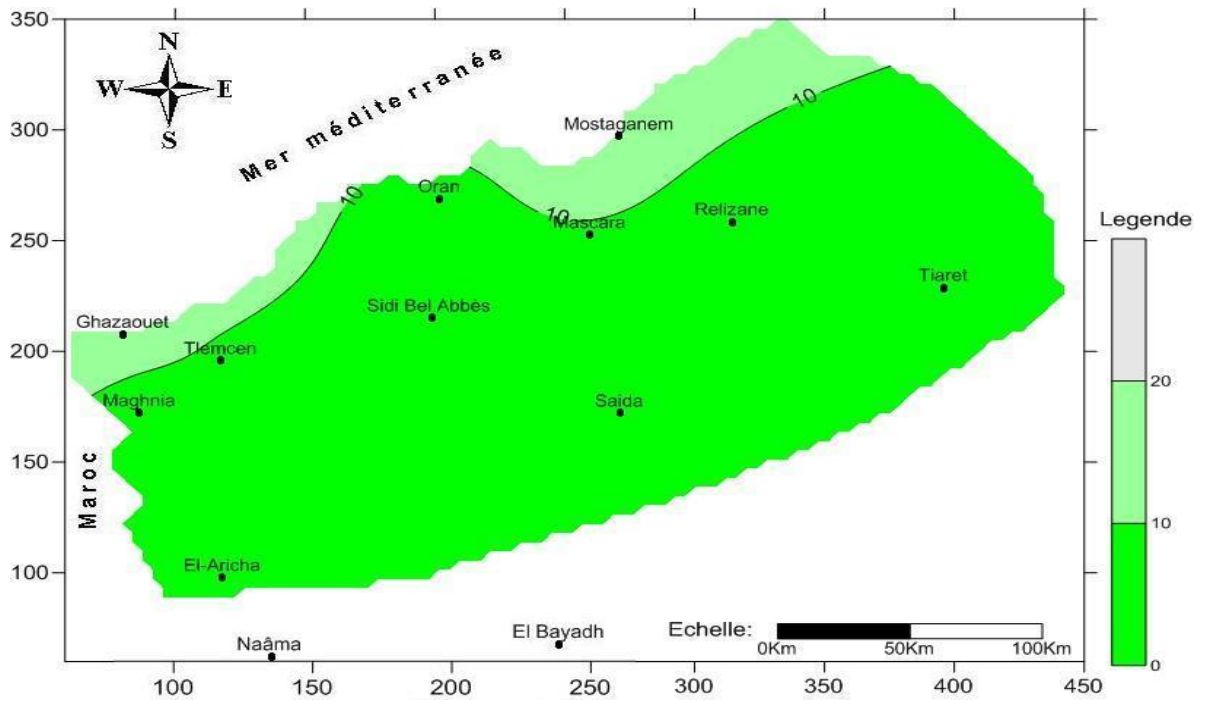 350
300
250
200
150
100
N
W E
S
Mer méditerranée
Mostaganem
10
10
Oran
10
Mascara
Relizane
Tiaret
Sidi Bel Abbès
Ghazaouet
Tlemcen
Maghnia
Saida
Maroc
El-Aricha
Naâma
El Bayadh
Echelle:
0Km 50Km 100Km
100 150 200 250 300 350 400 450
Legende
20
10
0